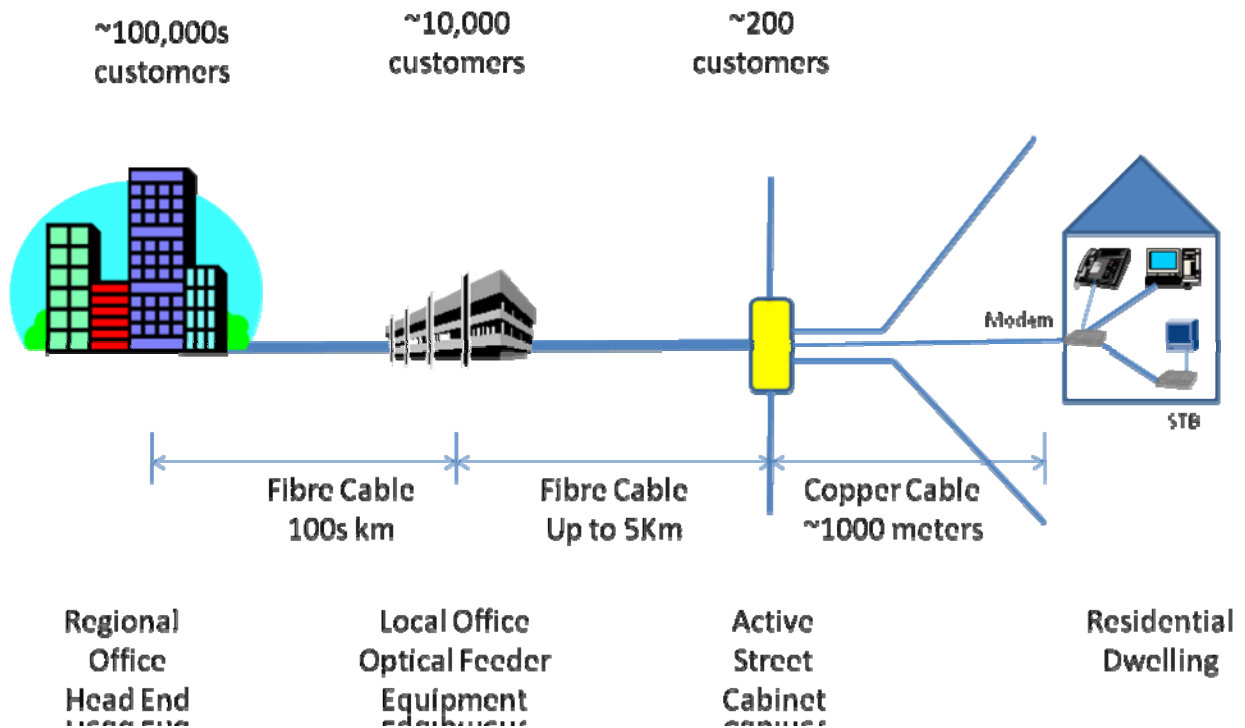 ~100,000s
customers
~10,000
customers
~200
customers
Modem
STB
Fibre Cable
100s km
Fibre Cable
Up to 5Km
Copper Cable
~1000 meters
Regional
Office
Head End
Local Office
Optical Feeder
Equipment
Active
Street
Cabinet
Residential
Dwelling